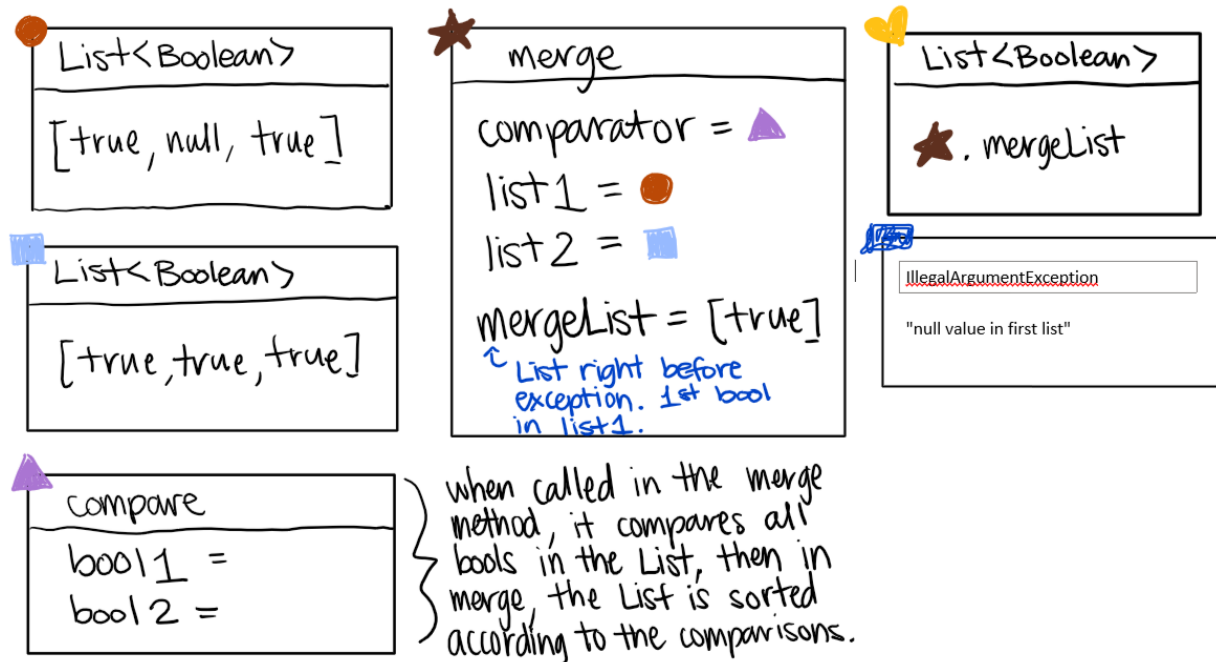 List<Boolean>
[true, null, true]
List<Boolean>
[true, true, true]
compare
bool1 =
bool2 =
merge
comparator =
list1 =
list2 =
mergeList = [true]
List right before
exception. 1st bool
in list1.
when called in the merge
method, it compares all
bools in the List, then in
merge, the List is sorted
according to the comparisons.
List<Boolean>
. mergeList
IllegalArgumentException
"null value in first list"